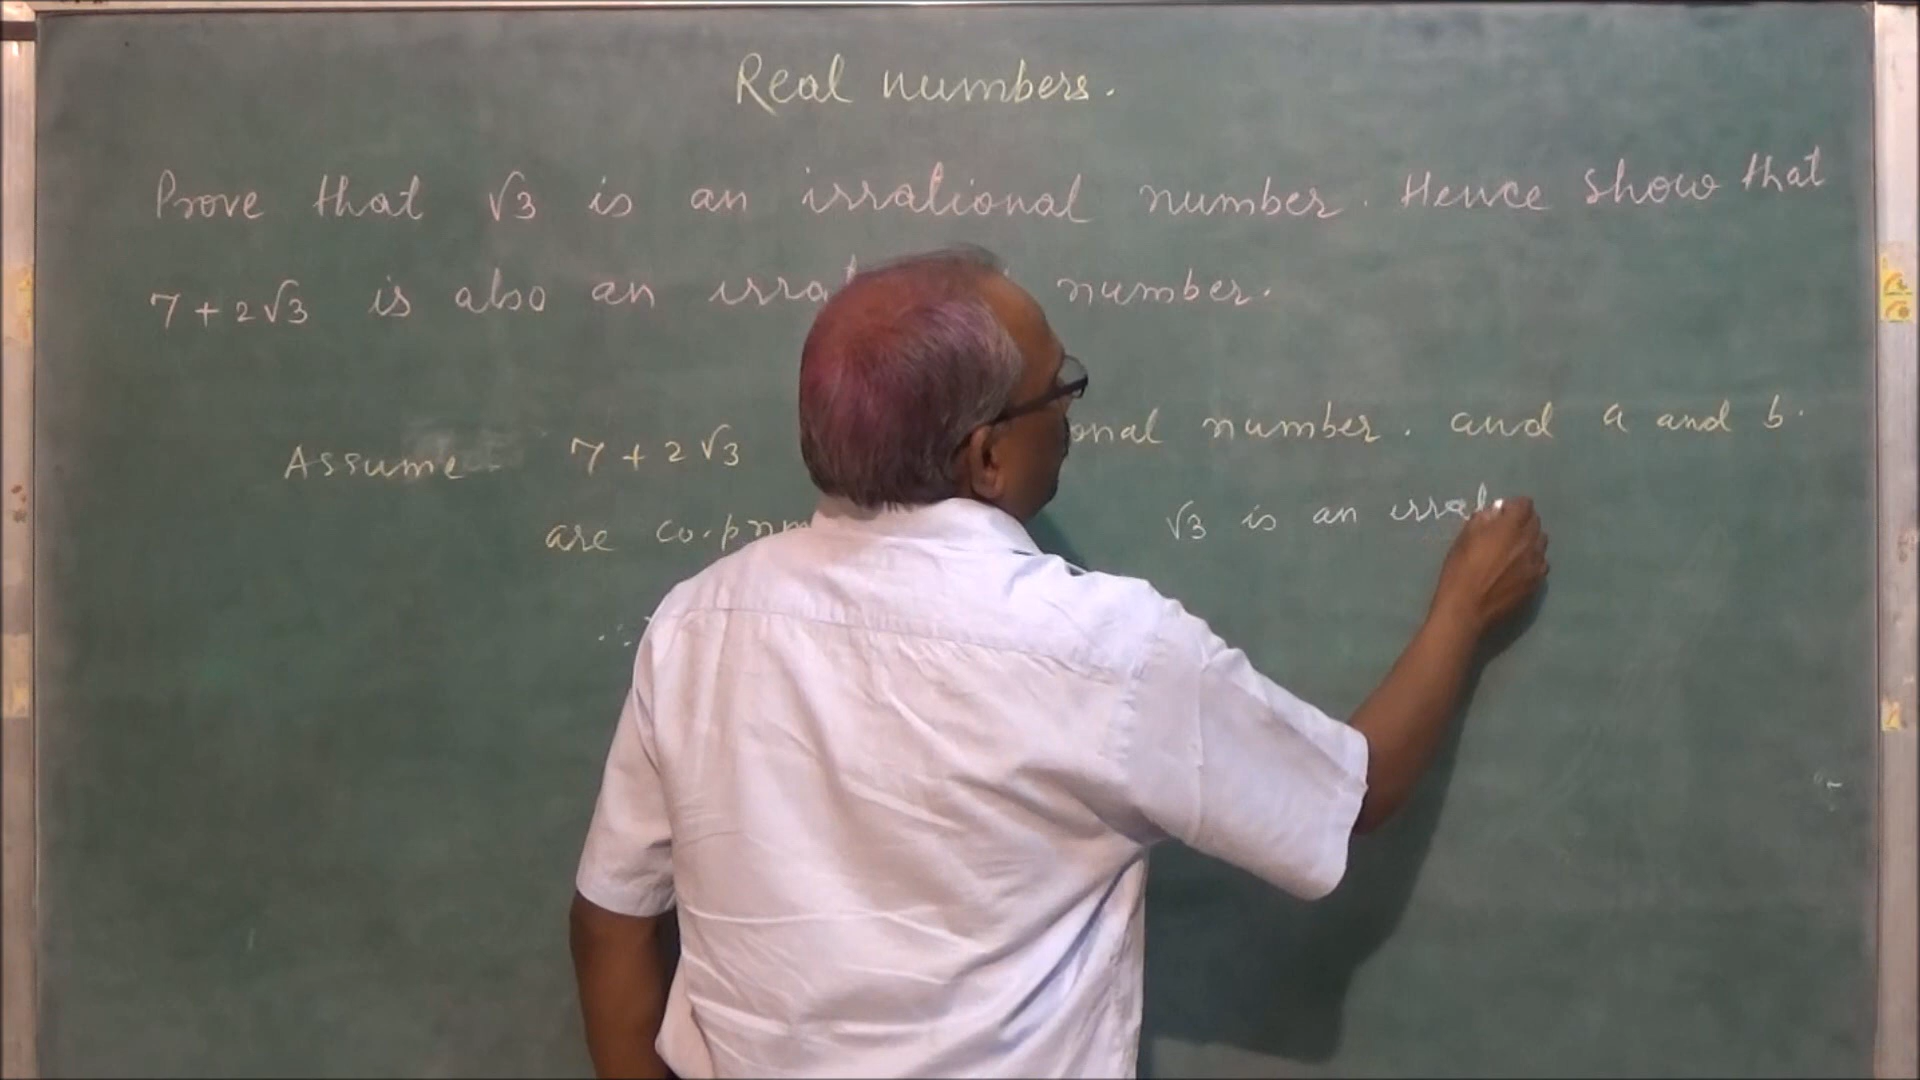 Real numbers.
Prove that √3 is an irrational number. Hence show that
7 + 2√3 is also an number.
Assume 7 + 2√3 number. and a and b.
are √3 is an